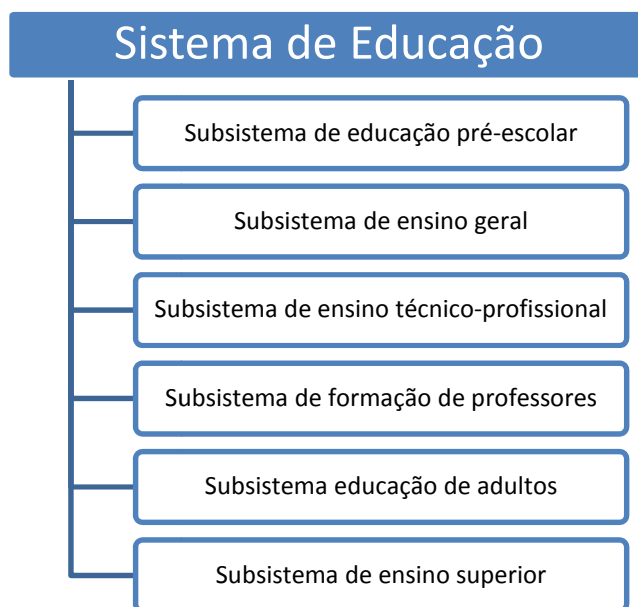 Sistema de Educação
Subsistema de educação pré-escolar
Subsistema de ensino geral
Subsistema de ensino técnico-profissional
Subsistema de formação de professores
Subsistema educação de adultos
Subsistema de ensino superior